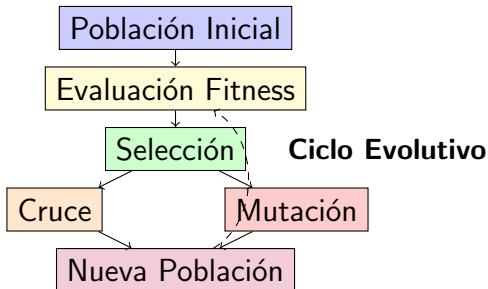 Población Inicial
Evaluación Fitness
Selección
Ciclo Evolutivo
Cruce
Mutación
Nueva Población